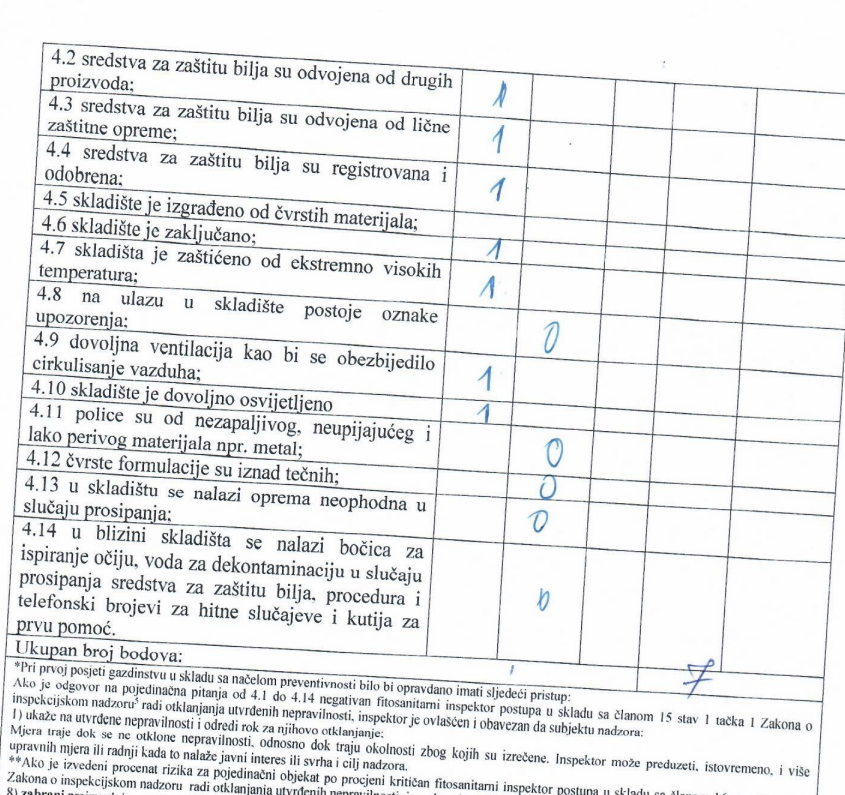 4.2 sredstva za zaštitu bilja su odvojena od drugih
proizvoda;
1
4.3 sredstva za zaštitu bilja su odvojena od lične
zaštitne opreme;
1
4.4 sredstva za zaštitu bilja su registrovana i
odobrena;
1
4.5 skladište je izgrađeno od čvrstih materijala;
4.6 skladište je zaključano;
1
4.7 skladišta je zaštićeno od ekstremno visokih
temperatura;
1
4.8 na ulazu u skladište postoje oznake
upozorenja:
0
4.9 dovoljna ventilacija kao bi se obezbijedilo
cirkulisanje vazduha;
1
4.10 skladište je dovoljno osvijetljeno
1
4.11 police su od nezapaljivog, neupijajućeg i
lako perivog materijala npr. metal;
0
4.12 čvrste formulacije su iznad tečnih;
0
4.13 u skladištu se nalazi oprema neophodna u
slučaju prosipanja;
0
4.14 u blizini skladišta se nalazi bočica za
ispiranje očiju, voda za dekontaminaciju u slučaju
prosipanja sredstva za zaštitu bilja, procedura i
telefonski brojevi za hitne slučajeve i kutija za
prvu pomoć.
0
Ukupan broj bodova:
7
*Pri prvoj posjeti gazdinstvu u skladu sa načelom preventivnosti bilo bi opravdano imati sljedeći pristup:
Ako je odgovor na pojedinačna pitanja od 4.1 do 4.14 negativan fitosanitarni inspektor postupa u skladu sa članom 15 stav 1 tačka 1 Zakona o
inspekcijskom nadzoru⁵ radi otklanjanja utvrđenih nepravilnosti, inspektor je ovlašćen i obavezan da subjektu nadzora:
1) ukaže na utvrđene nepravilnosti i odredi rok za njihovo otklanjanje:
Mjera traje dok se ne otklone nepravilnosti, odnosno dok traju okolnosti zbog kojih su izrečene. Inspektor može preduzeti, istovremeno, i više
upravnih mjera ili radnji kada to nalaže javni interes ili svrha i cilj nadzora.
**Ako je izvedeni procenat rizika za pojedinačni objekat po procjeni kritičan fitosanitarni inspektor postupa u skladu sa
Zakona o inspekcijskom nadzoru radi otklanjanja utvrđenih
8) zabrani